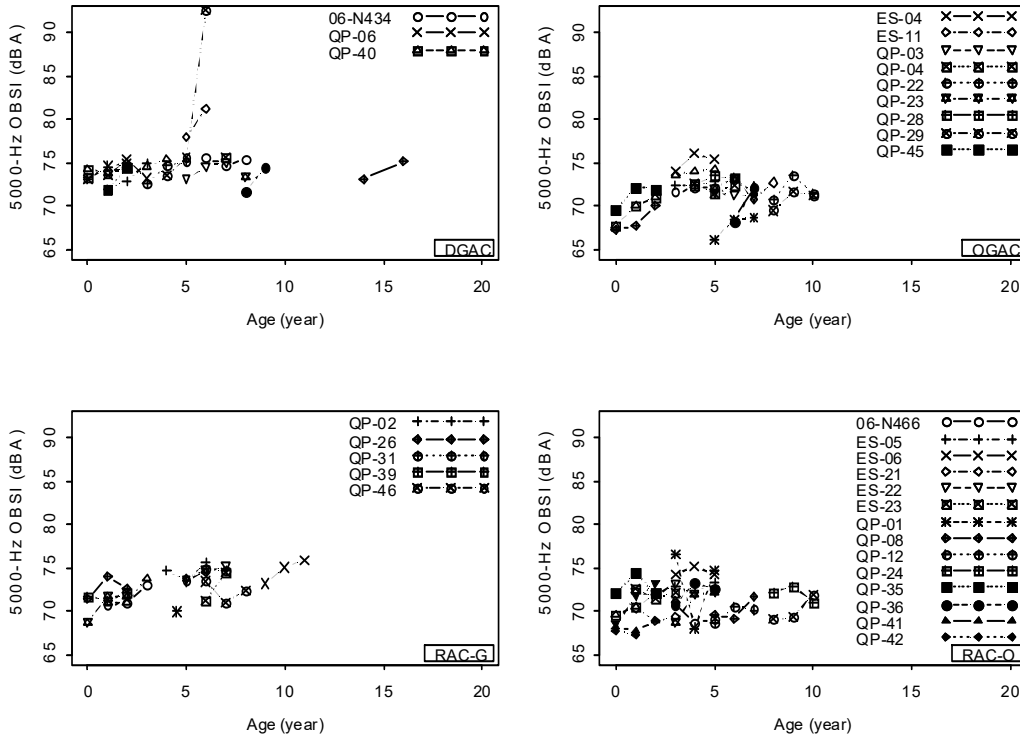 06-N434
QP-06
QP-40
5000-Hz OBSI (dBA)
65 70 75 80 85 90
DGAC
0 5 10 15 20
Age (year)
ES-04
ES-11
QP-03
QP-04
QP-22
QP-23
QP-28
QP-29
QP-45
5000-Hz OBSI (dBA)
65 70 75 80 85 90
OGAC
0 5 10 15 20
Age (year)
QP-02
QP-26
QP-31
QP-39
QP-46
5000-Hz OBSI (dBA)
65 70 75 80 85 90
RAC-G
0 5 10 15 20
Age (year)
06-N466
ES-05
ES-06
ES-21
ES-22
ES-23
QP-01
QP-08
QP-12
QP-24
QP-35
QP-36
QP-41
QP-42
5000-Hz OBSI (dBA)
65 70 75 80 85 90
RAC-O
0 5 10 15 20
Age (year)